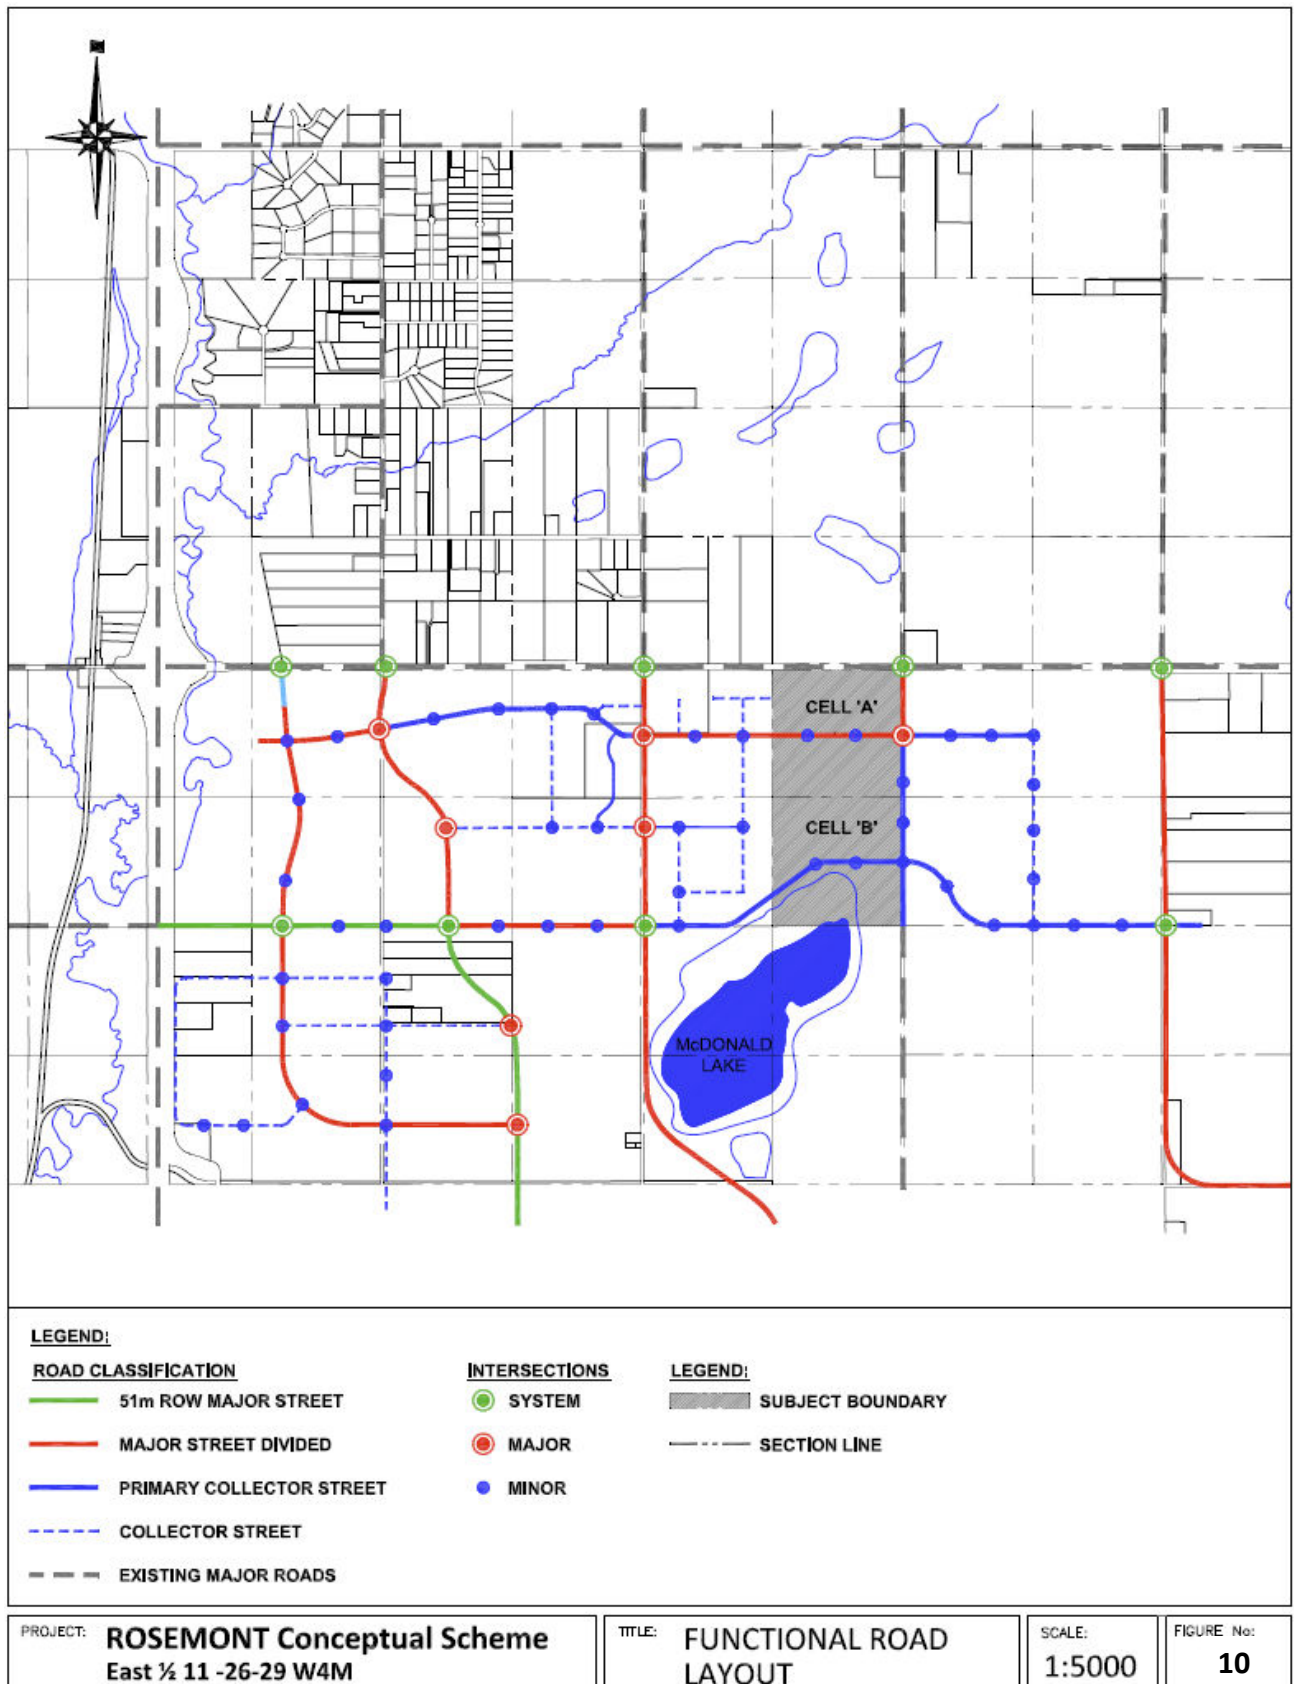 CELL 'A'
CELL 'B'
McDONALD
LAKE
LEGEND:
ROAD CLASSIFICATION
51m ROW MAJOR STREET
MAJOR STREET DIVIDED
PRIMARY COLLECTOR STREET
COLLECTOR STREET
EXISTING MAJOR ROADS
INTERSECTIONS
SYSTEM
MAJOR
MINOR
LEGEND:
SUBJECT BOUNDARY
SECTION LINE
PROJECT: ROSEMONT Conceptual Scheme
East ½ 11 -26-29 W4M
TITLE: FUNCTIONAL ROAD
LAYOUT
SCALE:
1:5000
FIGURE No:
10